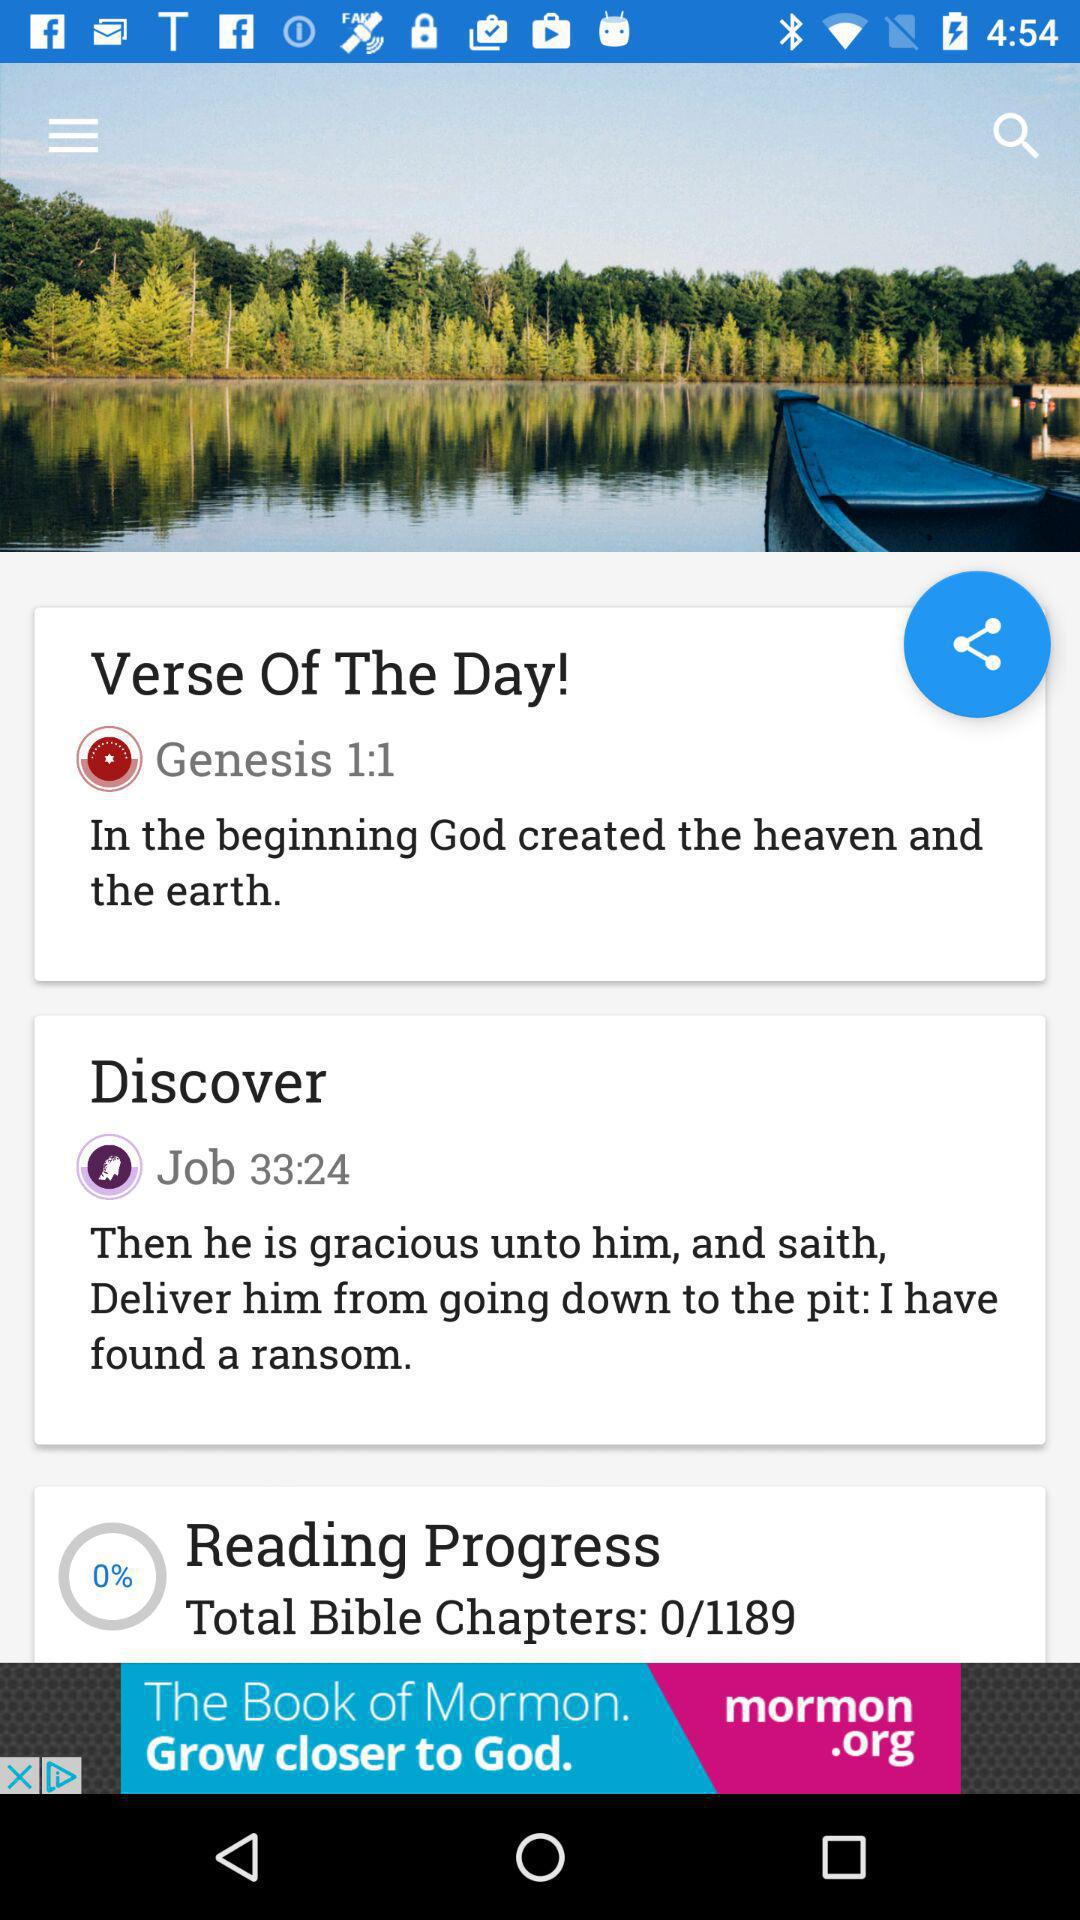 FAKE
4:54
Verse Of The Day!
Genesis 1:1
In the beginning God created the heaven and
the earth.
Discover
Job 33:24
Then he is gracious unto him, and saith,
Deliver him from going down to the pit: I have
found a ransom.
0%
Reading Progress
Total Bible Chapters: 0/1189
The Book of Mormon.
Grow closer to God.
mormon
.org